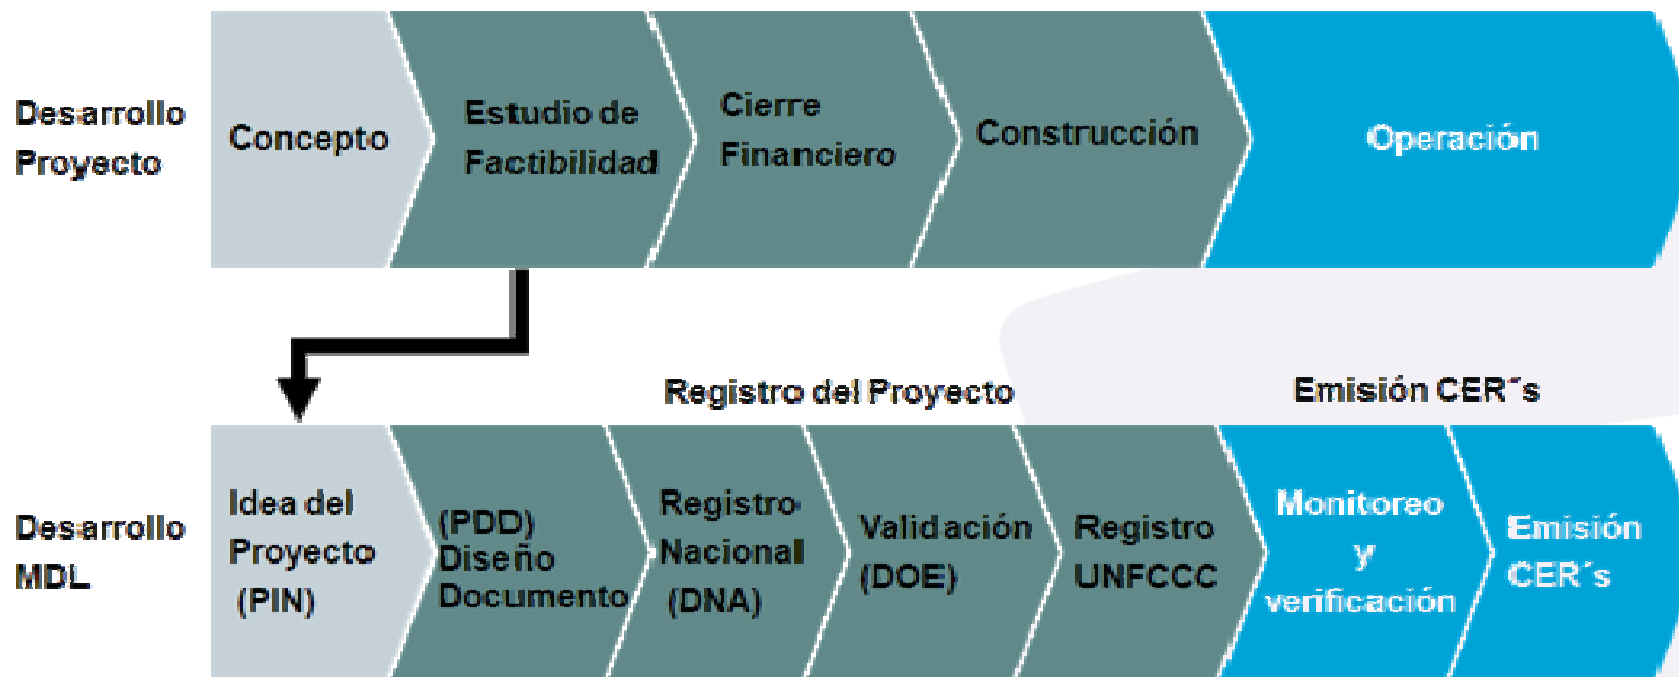 Desarrollo
Proyecto
Concepto
Estudio de
Factibilidad
Cierre
Financiero
Construcción
Operación
Registro del Proyecto
Emisión CER´s
Desarrollo
MDL
Idea del
Proyecto
(PIN)
(PDD)
Diseño
Documento
Registro
Nacional
(DNA)
Validación
(DOE)
Registro
UNFCCC
Monitoreo
y
verificación
Emisión
CER´s